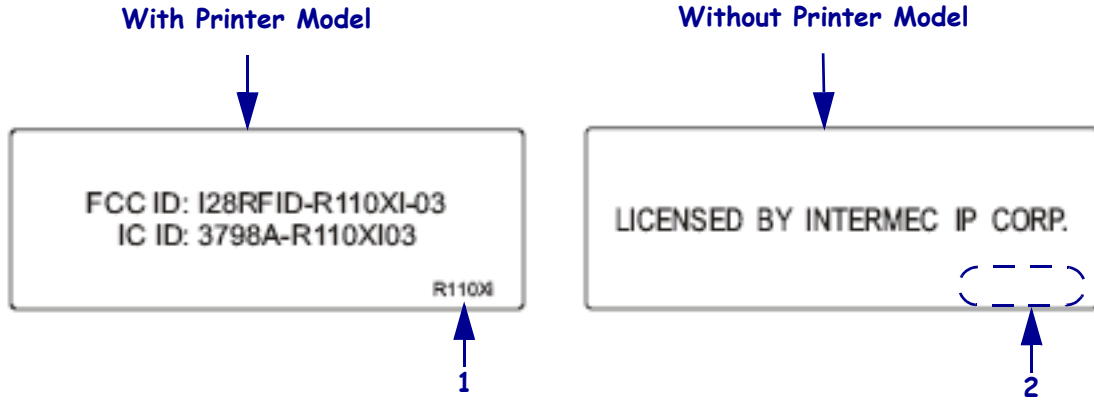 With Printer Model
Without Printer Model
FCC ID: I28RFID-R110XI-03
IC ID: 3798A-R110XI03
R110XI
LICENSED BY INTERMEC IP CORP.
1
2